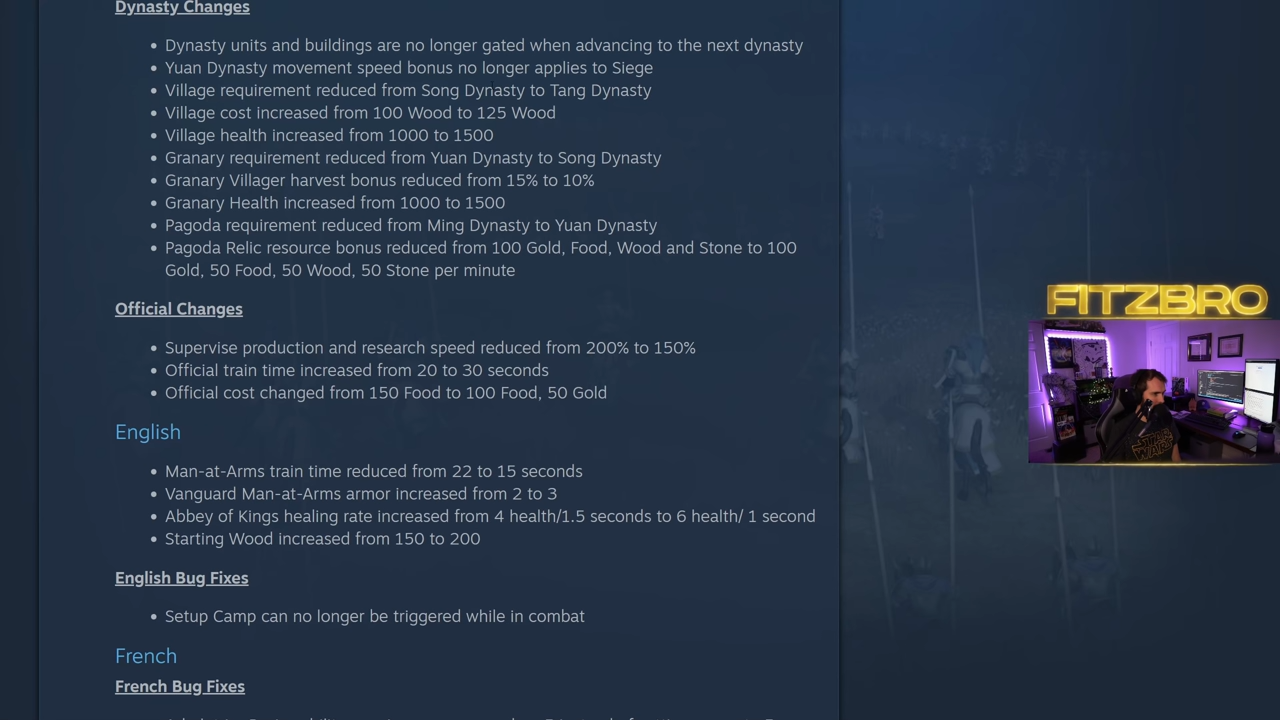 Dynasty Changes
Dynasty units and buildings are no longer gated when advancing to the next dynasty
Yuan Dynasty movement speed bonus no longer applies to Siege
Village requirement reduced from Song Dynasty to Tang Dynasty
Village cost increased from 100 Wood to 125 Wood
Village health increased from 1000 to 1500
Granary requirement reduced from Yuan Dynasty to Song Dynasty
Granary Villager harvest bonus reduced from 15% to 10%
Granary Health increased from 1000 to 1500
Pagoda requirement reduced from Ming Dynasty to Yuan Dynasty
Pagoda Relic resource bonus reduced from 100 Gold, Food, Wood and Stone to 100
Gold, 50 Food, 50 Wood, 50 Stone per minute
Official Changes
Supervise production and research speed reduced from 200% to 150%
Official train time increased from 20 to 30 seconds
Official cost changed from 150 Food to 100 Food, 50 Gold
English
Man-at-Arms train time reduced from 22 to 15 seconds
Vanguard Man-at-Arms armor increased from 2 to 3
Abbey of Kings healing rate increased from 4 health/1.5 seconds to 6 health/ 1 second
Starting Wood increased from 150 to 200
English Bug Fixes
Setup Camp can no longer be triggered while in combat
French
French Bug Fixes
FITZBRO
STAR
WARS